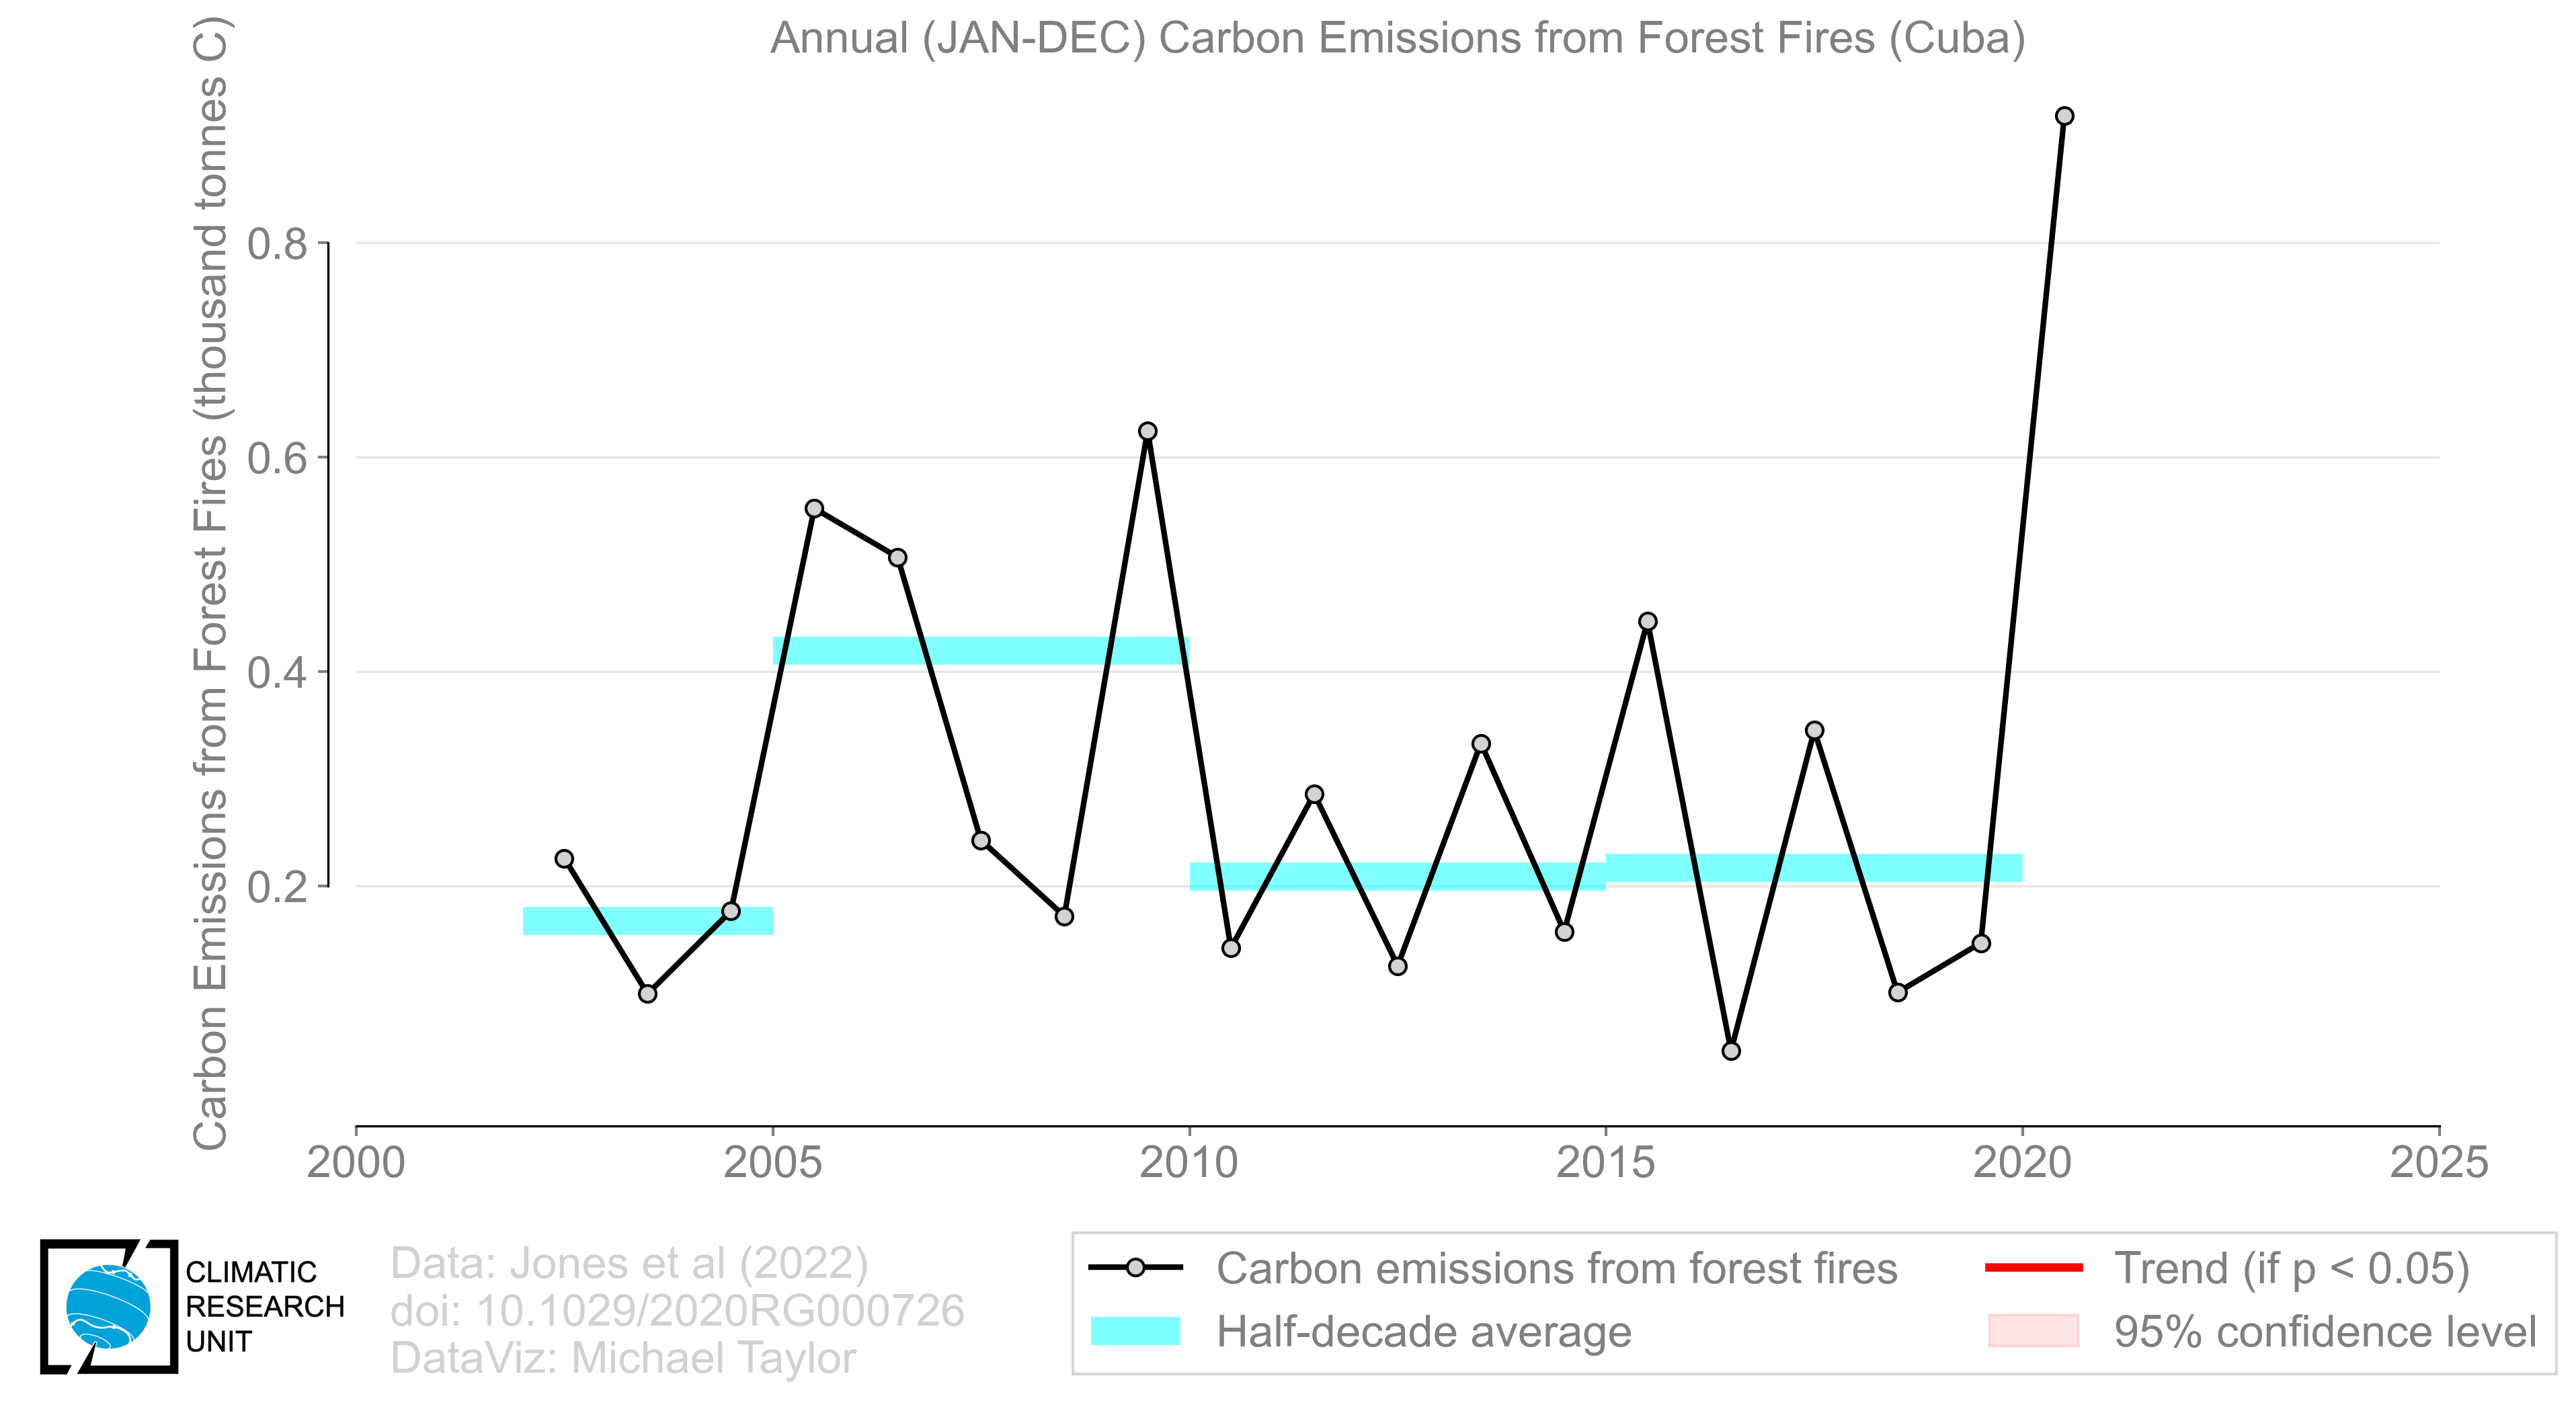 Annual (JAN-DEC) Carbon Emissions from Forest Fires (Cuba)
Carbon Emissions from Forest Fires (thousand tonnes C)
0.8
0.6
0.4
0.2
2000
2005
2010
2015
2020
2025
CLIMATIC
RESEARCH
UNIT
Data: Jones et al (2022)
doi: 10.1029/2020RG000726
DataViz: Michael Taylor
Carbon emissions from forest fires
Half-decade average
Trend (if p < 0.05)
95% confidence level